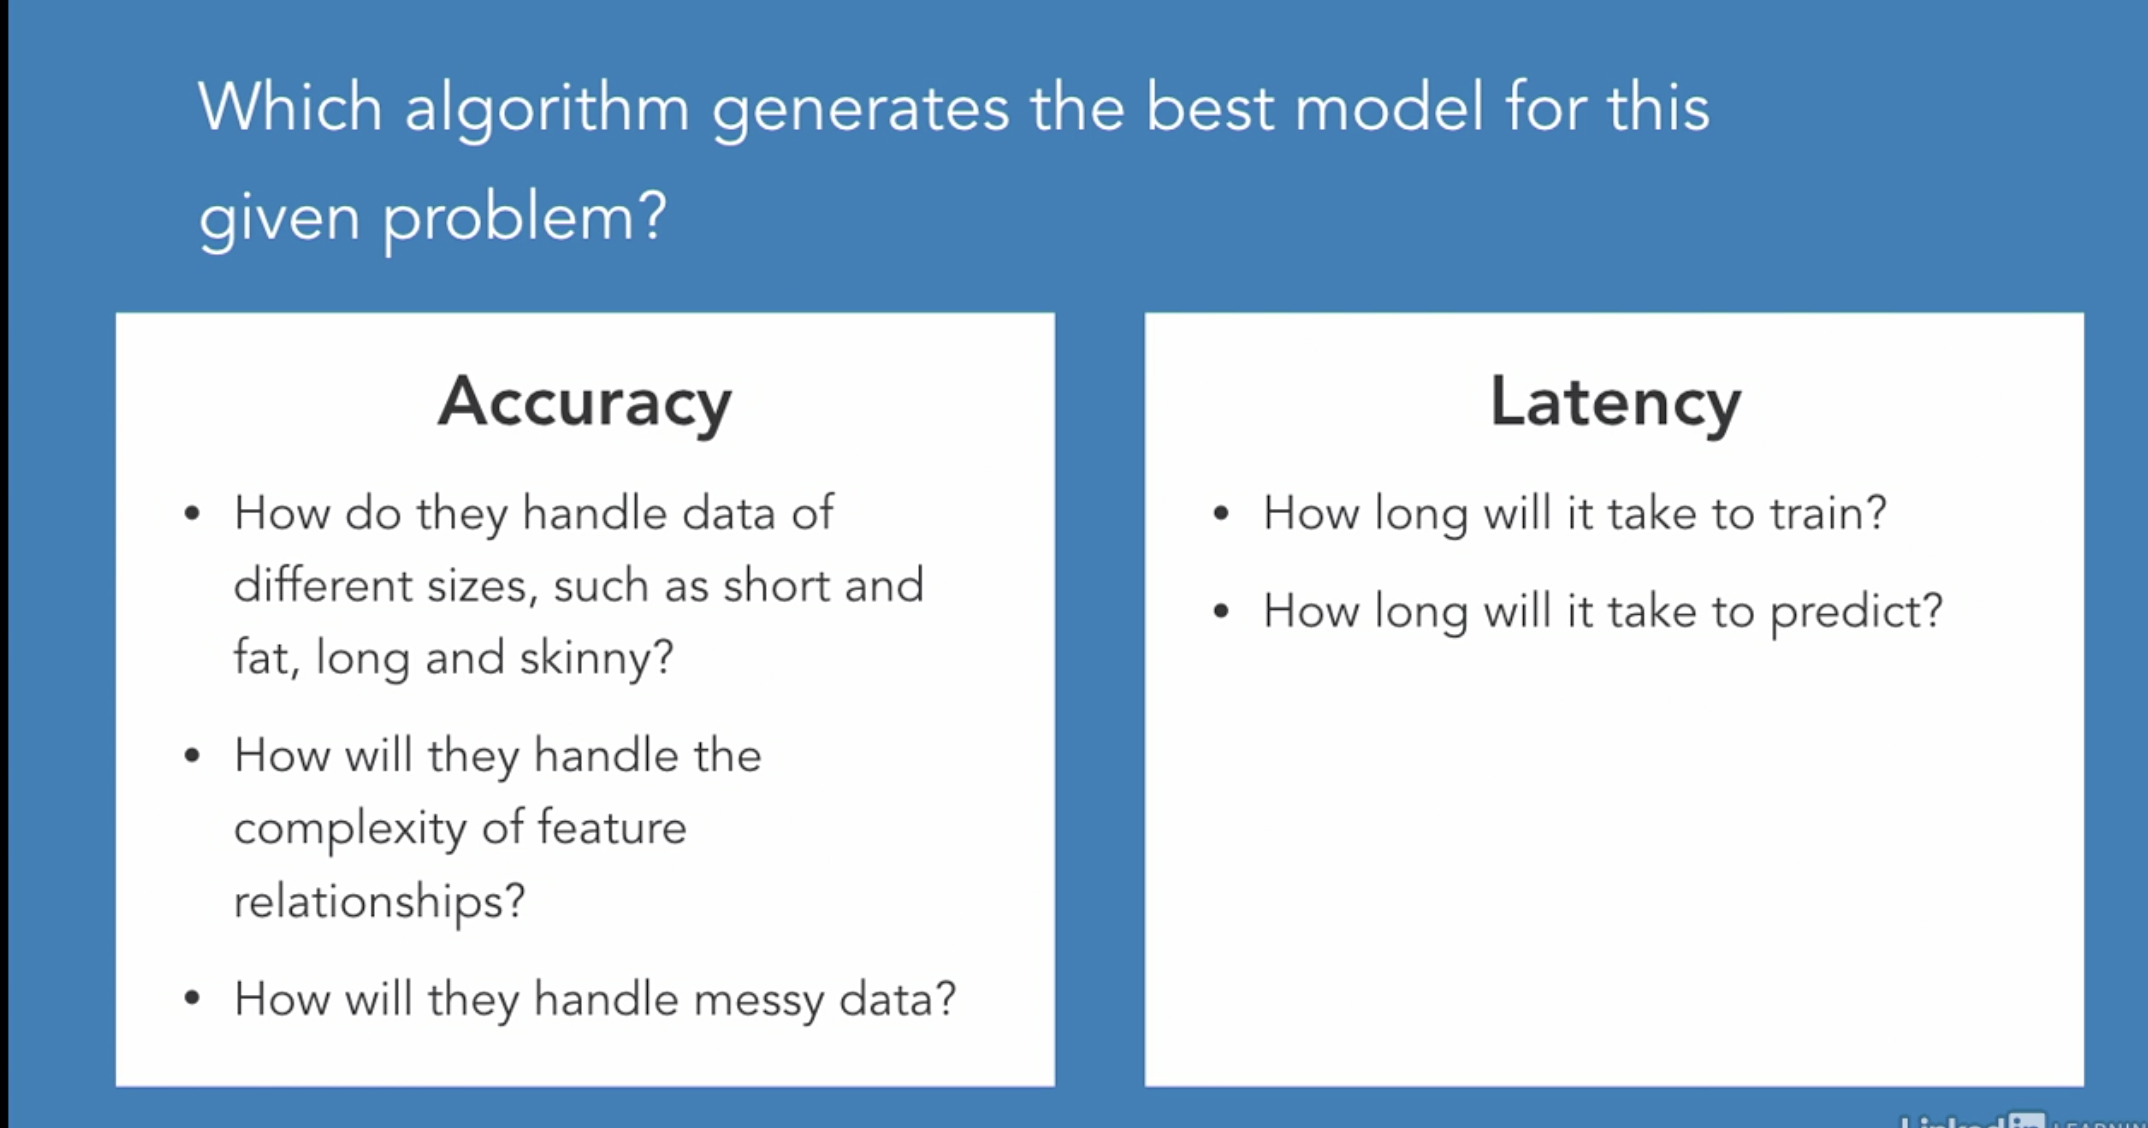 Which algorithm generates the best model for this
given problem?
Accuracy
• How do they handle data of
different sizes, such as short and
fat, long and skinny?
• How will they handle the
complexity of feature
relationships?
• How will they handle messy data?
Latency
• How long will it take to train?
• How long will it take to predict?
Linked in